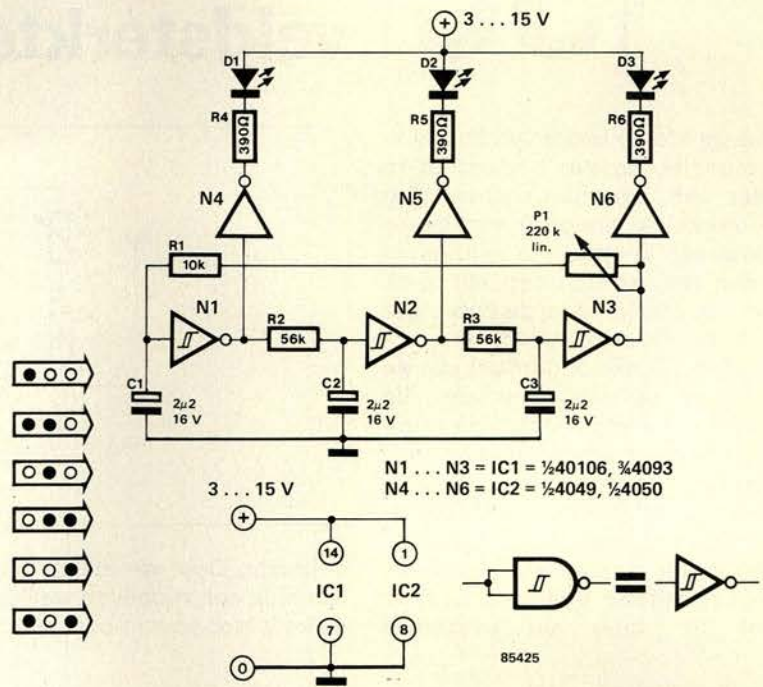 3 . . . 15 V
D1
D2
D3
R4
390Ω
R5
390Ω
R6
390Ω
N4
N5
N6
P1
220 k
lin.
R1
10k
N1
R2
56k
N2
R3
56k
N3
C1
2μ2
16 V
C2
2μ2
16 V
C3
2μ2
16 V
N1 . . . N3 = IC1 = ½40106, ¾4093
N4 . . . N6 = IC2 = ½4049, ½4050
3 . . . 15 V
14
1
IC1
IC2
7
8
0
85425